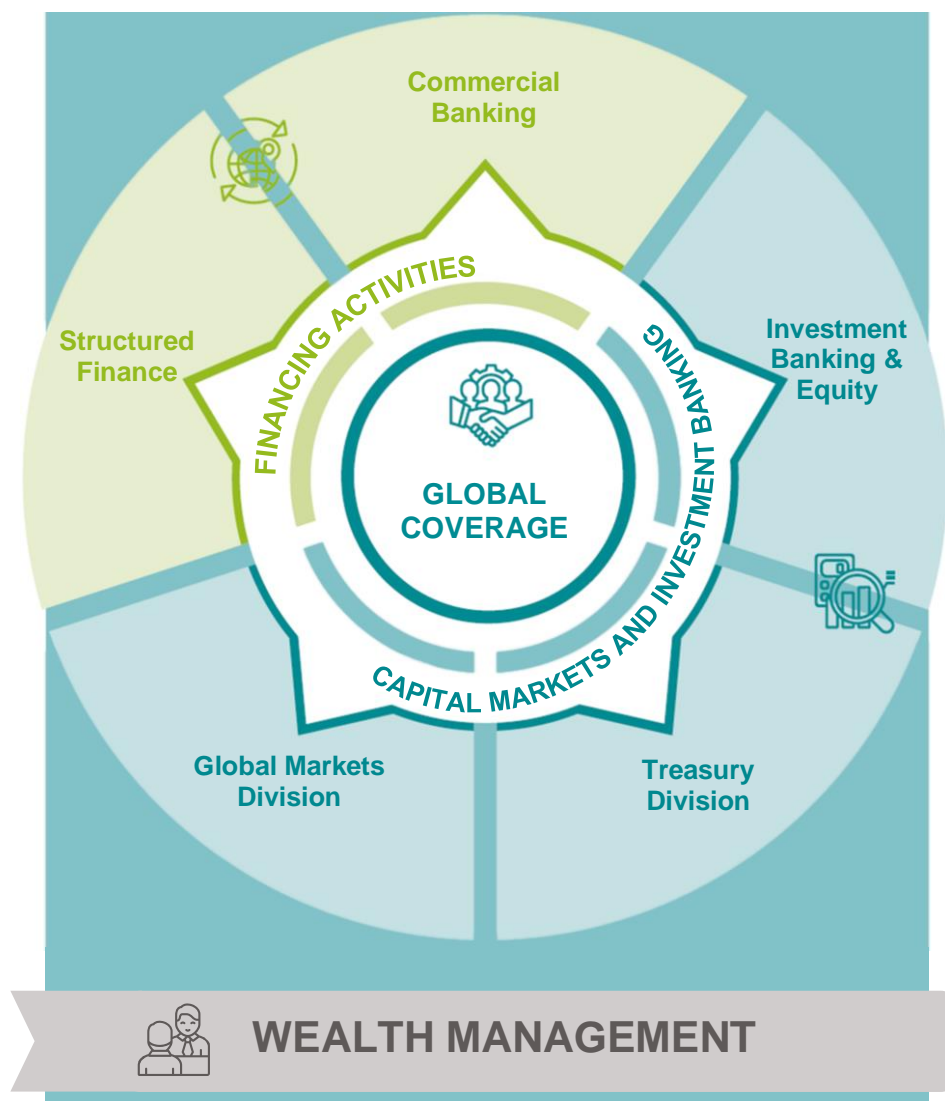 Commercial
Banking
FINANCING ACTIVITIES
Structured
Finance
Investment
Banking &
Equity
CAPITAL MARKETS AND INVESTMENT BANKING
GLOBAL
COVERAGE
Global Markets
Division
Treasury
Division
WEALTH MANAGEMENT